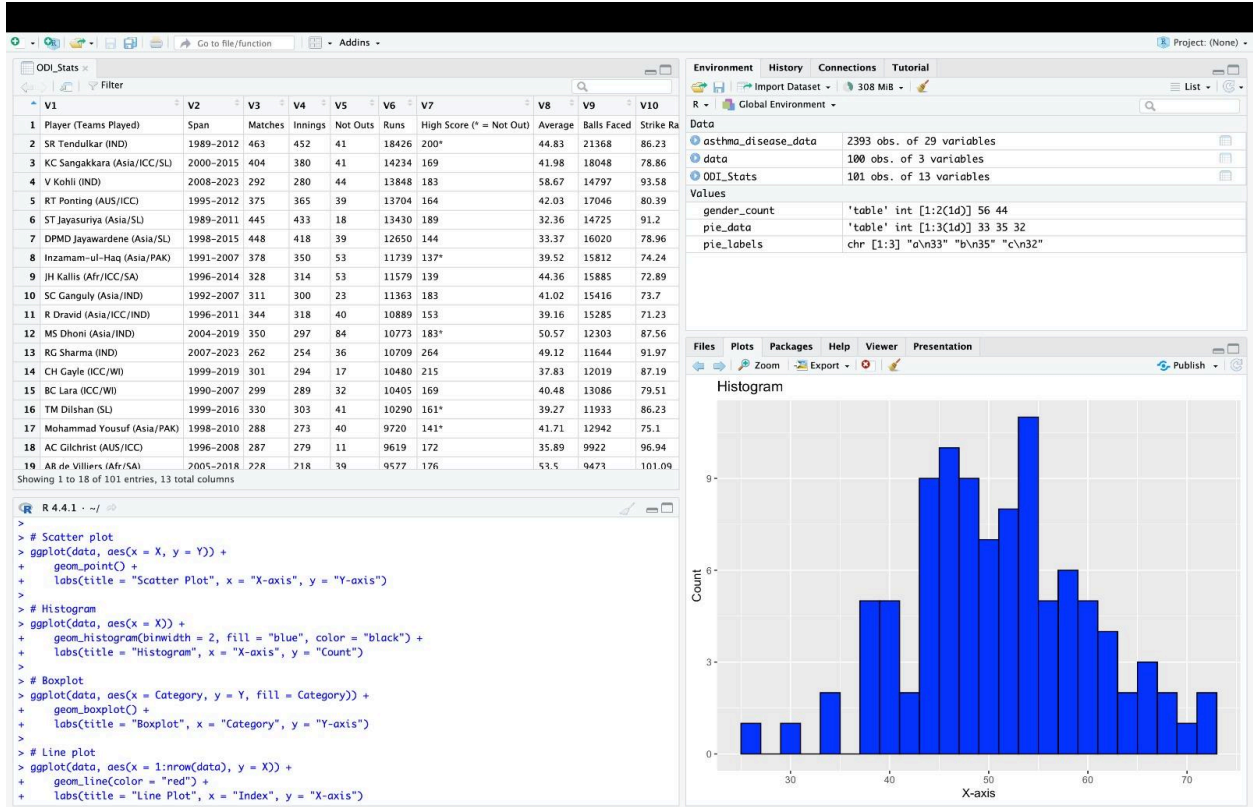 Go to file/function Addins Project: (None)
ODI_Stats
Filter
V1 V2 V3 V4 V5 V6 V7 V8 V9 V10
1 Player (Teams Played) Span Matches Innings Not Outs Runs High Score (* = Not Out) Average Balls Faced Strike Ra
2 SR Tendulkar (IND) 1989-2012 463 452 41 18426 200* 44.83 21368 86.23
3 KC Sangakkara (Asia/ICC/SL) 2000-2015 404 380 41 14234 169 41.98 18048 78.86
4 V Kohli (IND) 2008-2023 292 280 44 13848 183 58.67 14797 93.58
5 RT Ponting (AUS/ICC) 1995-2012 375 365 39 13704 164 42.03 17046 80.39
6 ST Jayasuriya (Asia/SL) 1989-2011 445 433 18 13430 189 32.36 14725 91.2
7 DPMD Jayawardene (Asia/SL) 1998-2015 448 418 39 12650 144 33.37 16020 78.96
8 Inzamam-ul-Haq (Asia/PAK) 1991-2007 378 350 53 11739 137* 39.52 15812 74.24
9 JH Kallis (Afr/ICC/SA) 1996-2014 328 314 53 11579 139 44.36 15885 72.89
10 SC Ganguly (Asia/IND) 1992-2007 311 300 23 11363 183 41.02 15416 73.7
11 R Dravid (Asia/ICC/IND) 1996-2011 344 318 40 10889 153 39.16 15285 71.23
12 MS Dhoni (Asia/IND) 2004-2019 350 297 84 10773 183* 50.57 12303 87.56
13 RG Sharma (IND) 2007-2023 262 254 36 10709 264 49.12 11644 91.97
14 CH Gayle (ICC/WI) 1999-2019 301 294 17 10480 215 37.83 12019 87.19
15 BC Lara (ICC/WI) 1990-2007 299 289 32 10405 169 40.48 13086 79.51
16 TM Dilshan (SL) 1999-2016 330 303 41 10290 161* 39.27 11933 86.23
17 Mohammad Yousuf (Asia/PAK) 1998-2010 288 273 40 9720 141* 41.71 12942 75.1
18 AC Gilchrist (AUS/ICC) 1996-2008 287 279 11 9619 172 35.89 9922 96.94
19 AB de Villiers (Afr/SA) 2005-2018 228 218 39 9577 176 53.5 9473 101.09
Showing 1 to 18 of 101 entries, 13 total columns
R 4.4.1 · ~/
>
> # Scatter plot
> ggplot(data, aes(x = X, y = Y)) +
+ geom_point() +
+ labs(title = "Scatter Plot", x = "X-axis", y = "Y-axis")
>
> # Histogram
> ggplot(data, aes(x = X)) +
+ geom_histogram(binwidth = 2, fill = "blue", color = "black") +
+ labs(title = "Histogram", x = "X-axis", y = "Count")
>
> # Boxplot
> ggplot(data, aes(x = Category, y = Y, fill = Category)) +
+ geom_boxplot() +
+ labs(title = "Boxplot", x = "Category", y = "Y-axis")
>
> # Line plot
> ggplot(data, aes(x = 1:nrow(data), y = X)) +
+ geom_line(color = "red") +
+ labs(title = "Line Plot", x = "Index", y = "X-axis")
Environment History Connections Tutorial
Import Dataset 308 MiB List
R Global Environment
Data
asthma_disease_data 2393 obs. of 29 variables
data 100 obs. of 3 variables
ODI_Stats 101 obs. of 13 variables
Values
gender_count 'table' int [1:2(1d)] 56 44
pie_data 'table' int [1:3(1d)] 33 35 32
pie_labels chr [1:3] "a\n33" "b\n35" "c\n32"
Files Plots Packages Help Viewer Presentation
Zoom Export Publish
Histogram
9
6
3
0
Count
30 40 50 60 70
X-axis